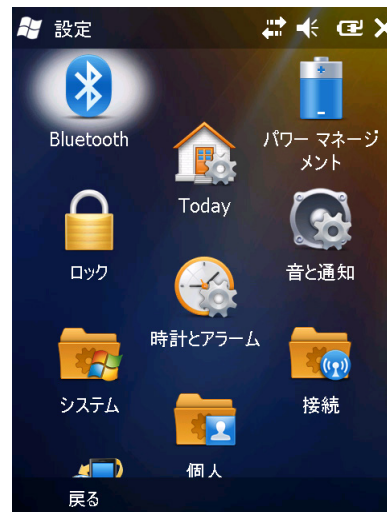 設定
Bluetooth
パワー マネージ
メント
Today
ロック
音と通知
時計とアラーム
システム
接続
個人
戻る